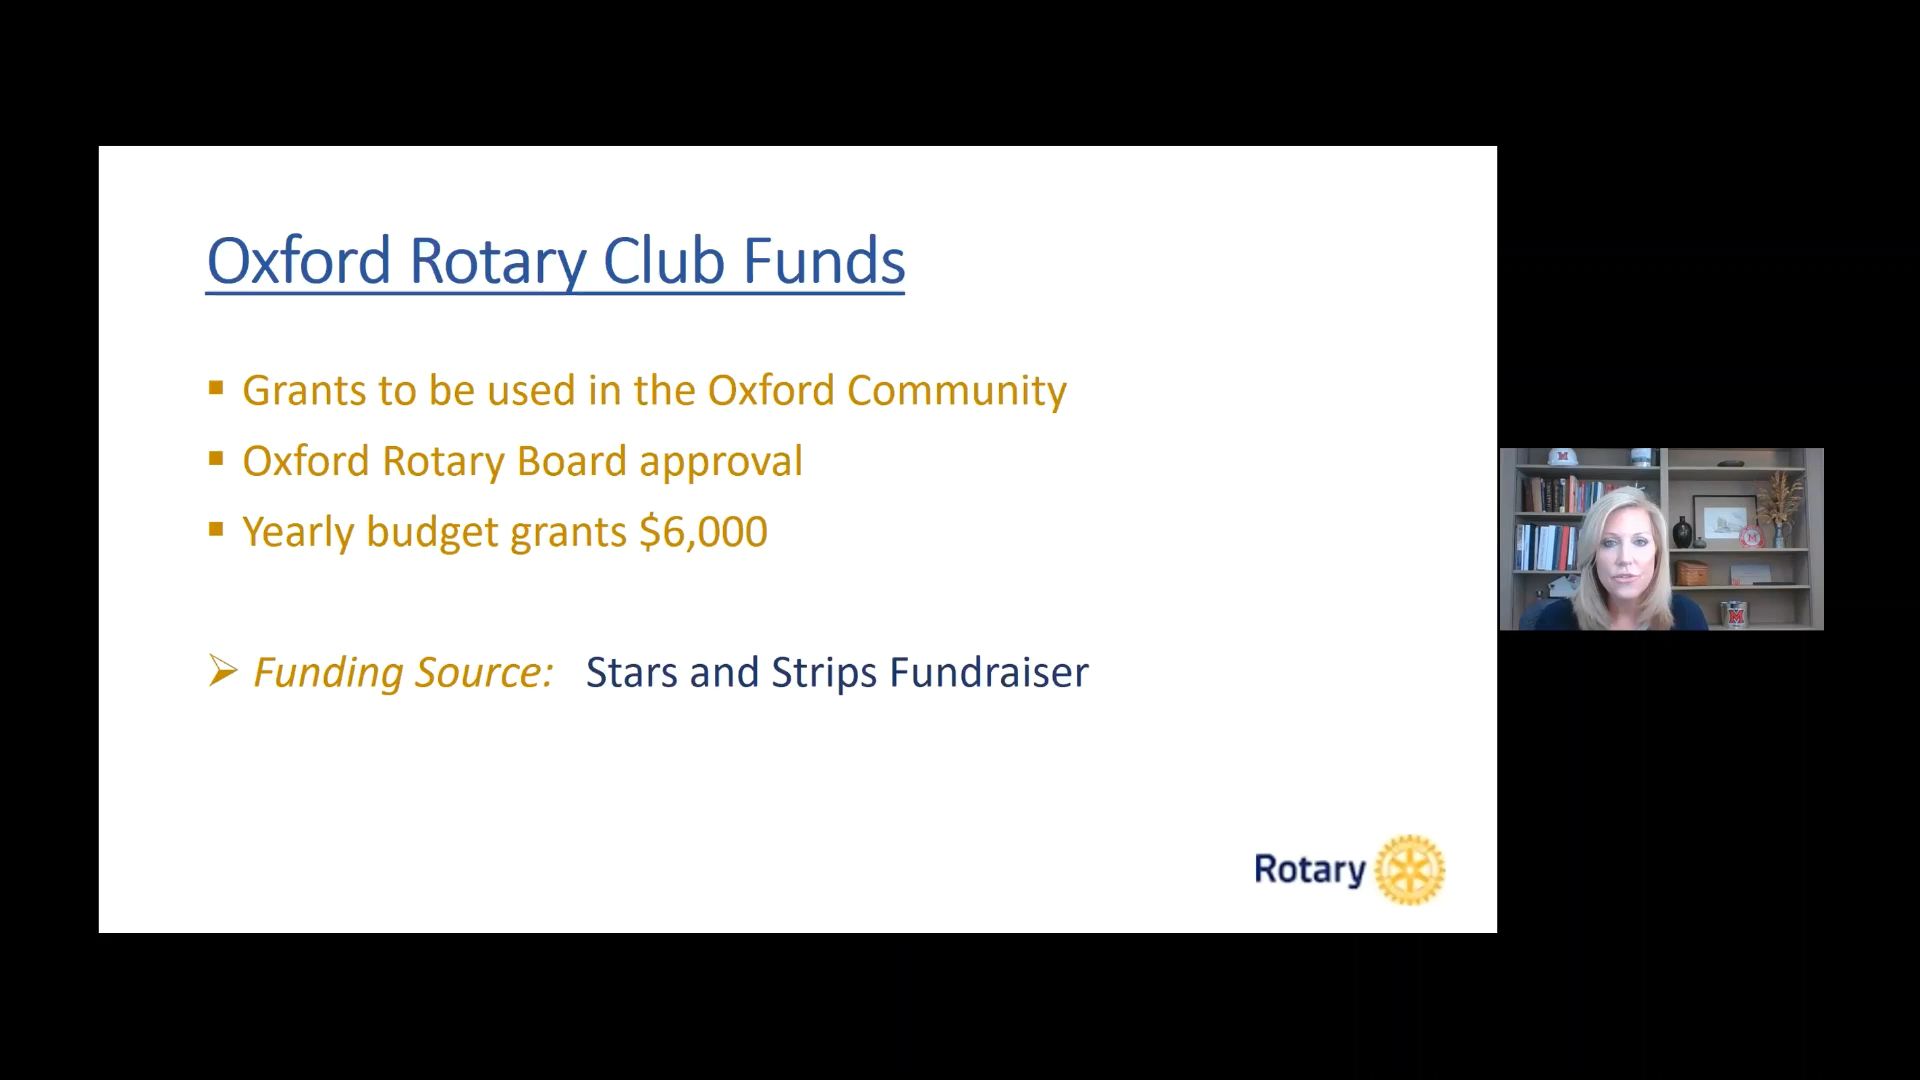 Oxford Rotary Club Funds
▪ Grants to be used in the Oxford Community
▪ Oxford Rotary Board approval
▪ Yearly budget grants $6,000
➢ Funding Source: Stars and Strips Fundraiser
Rotary
M
M
M